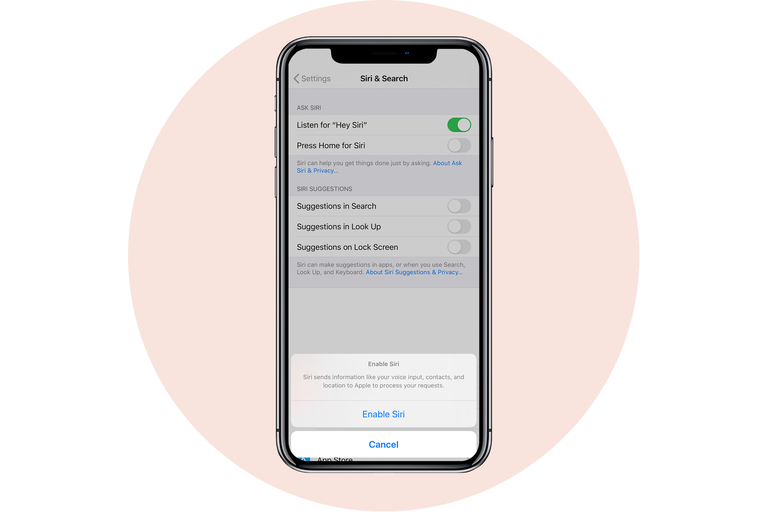 Settings
Siri & Search
ASK SIRI
Listen for “Hey Siri”
Press Home for Siri
Siri can help you get things done just by asking. About Ask
Siri & Privacy...
SIRI SUGGESTIONS
Suggestions in Search
Suggestions in Look Up
Suggestions on Lock Screen
Siri can make suggestions in apps, or when you use Search,
Look Up, and Keyboard. About Siri Suggestions & Privacy...
Enable Siri
Siri sends information like your voice input, contacts, and
location to Apple to process your requests.
Enable Siri
Cancel
App Store